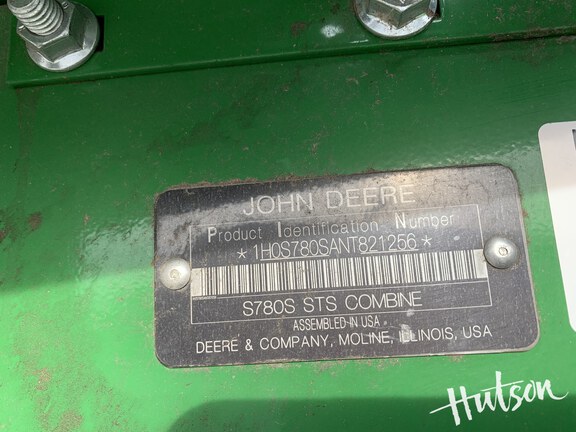 JOHN DEERE
Product Identification Number
*1H0S780SANT821256*
S780S STS COMBINE
ASSEMBLED IN USA
DEERE & COMPANY, MOLINE, ILLINOIS, USA
Hutson